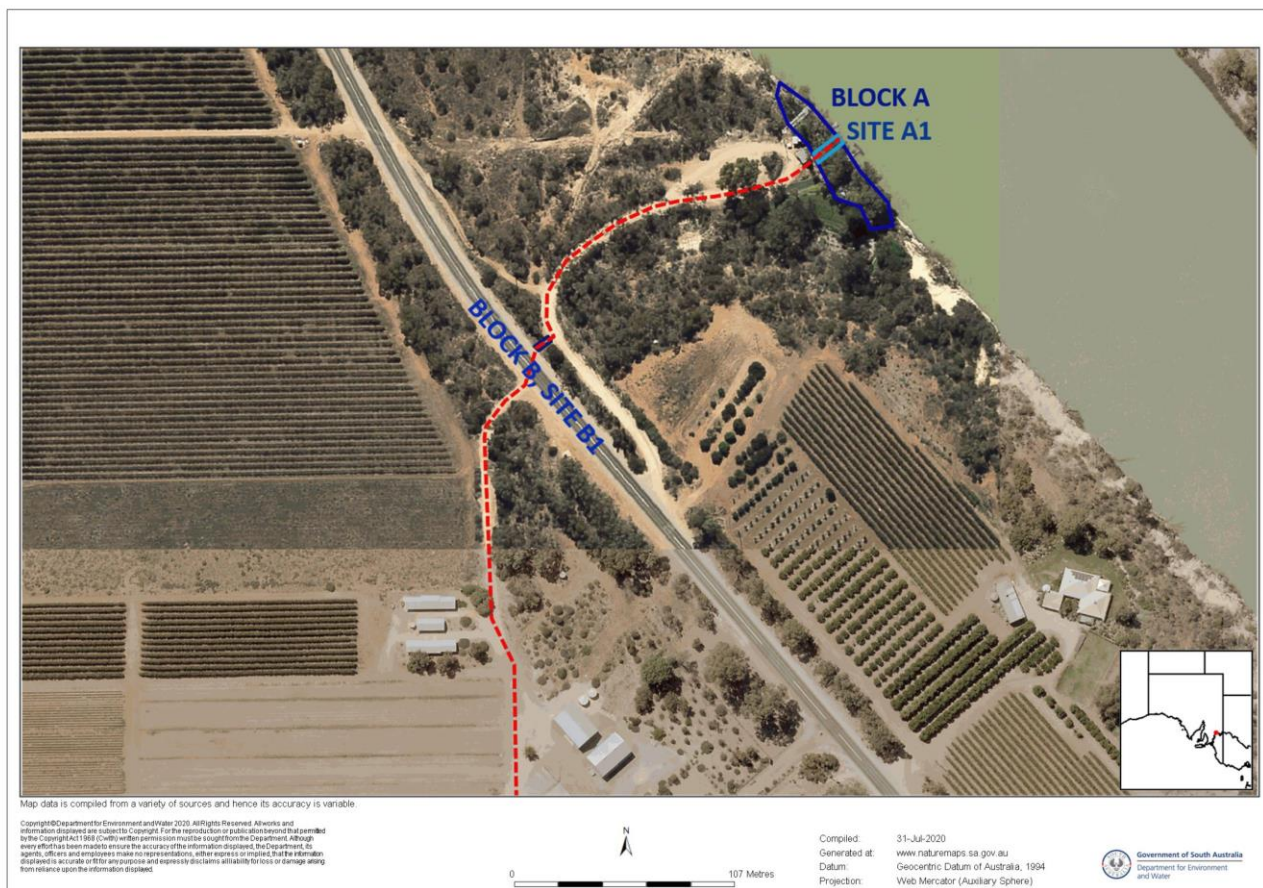 BLOCK A
SITE A1
BLOCK B, SITE B1
Map data is compiled from a variety of sources and hence its accuracy is variable.
Copyright©Department for Environment and Water 2020. All Rights Reserved. All works and
information displayed are subject to Copyright. For the reproduction or publication beyond that permitted
by the Copyright Act 1968 (Cwlth) written permission must be sought from the Department. Although
every effort has been made to ensure the accuracy of the information displayed, the Department, its
agents, officers and employees make no representations, either express or implied, that the information
displayed is accurate or fit for any purpose and expressly disclaims all liability for loss or damage arising
from reliance upon the information displayed.
N
0 107 Metres
Compiled: 31-Jul-2020
Generated at: www.naturemaps.sa.gov.au
Datum: Geocentric Datum of Australia, 1994
Projection: Web Mercator (Auxiliary Sphere)
Government of South Australia
Department for Environment
and Water